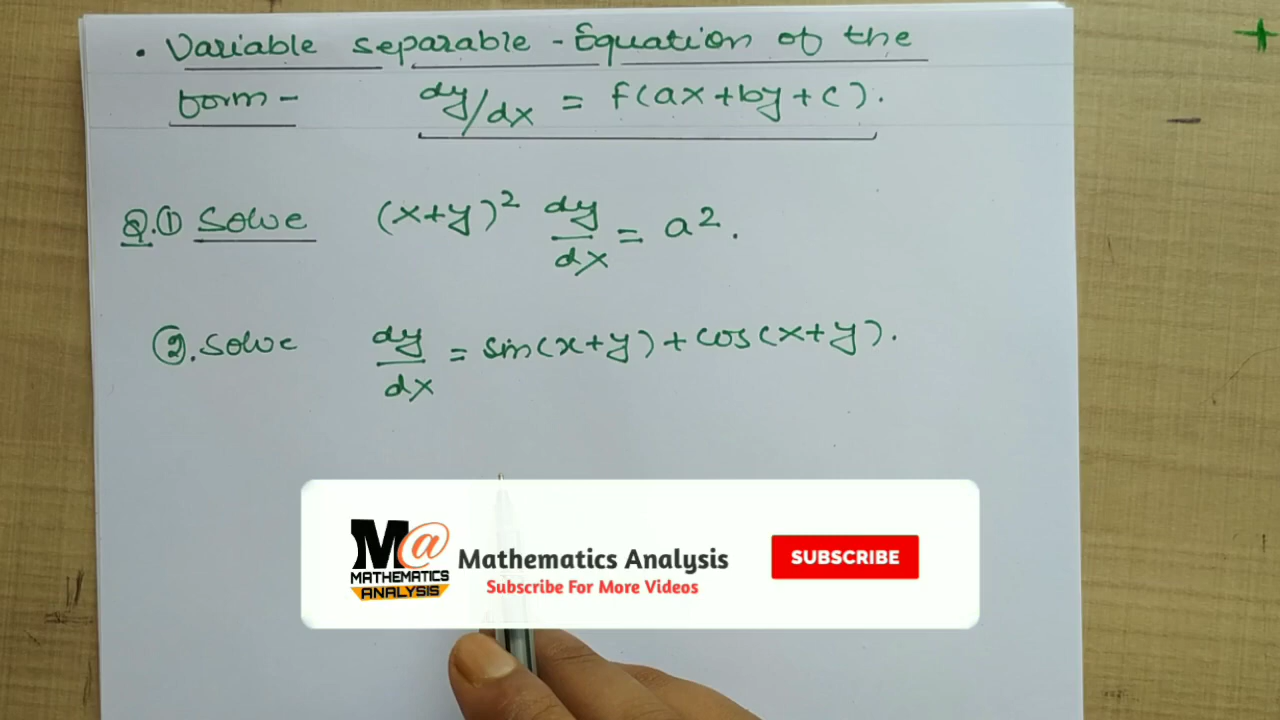 • Variable separable - Equation of the
form - dy/dx = f(ax+by+c).
Q.① Solve (x+y)² dy/dx = a².
②. Solve dy/dx = sin(x+y)+cos(x+y).
M@
MATHEMATICS
ANALYSIS
Mathematics Analysis
Subscribe For More Videos
SUBSCRIBE